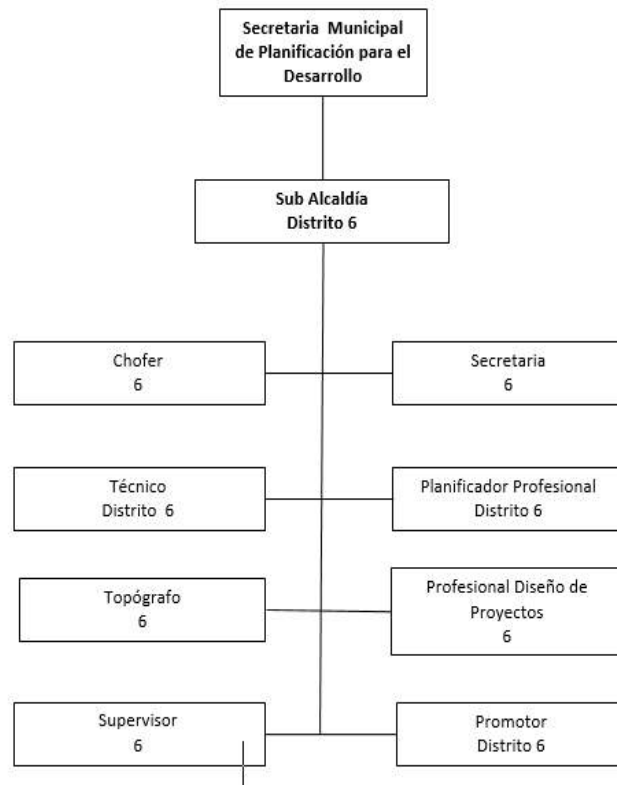 Secretaria Municipal
de Planificación para el
Desarrollo
Sub Alcaldía
Distrito 6
Chofer
6
Secretaria
6
Técnico
Distrito 6
Planificador Profesional
Distrito 6
Topógrafo
6
Profesional Diseño de
Proyectos
6
Supervisor
6
Promotor
Distrito 6